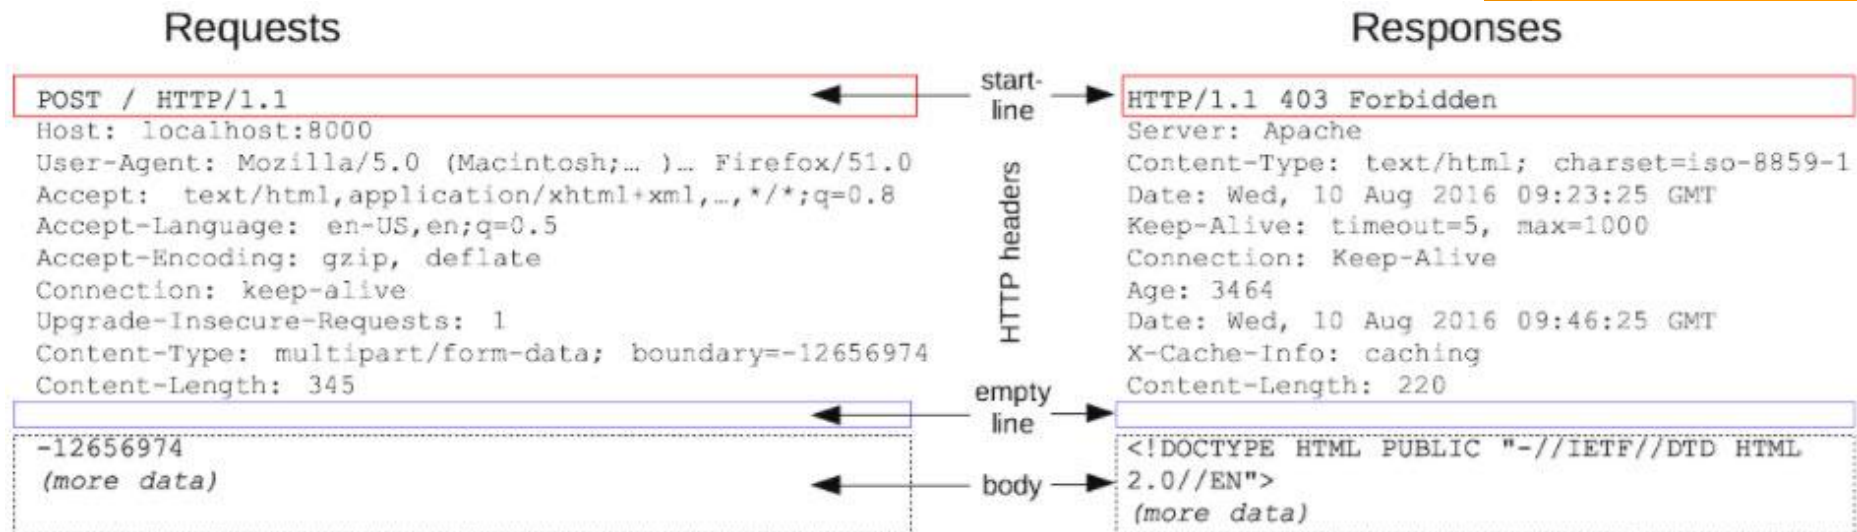 Requests
POST / HTTP/1.1
Host: localhost:8000
User-Agent: Mozilla/5.0 (Macintosh;… )… Firefox/51.0
Accept: text/html,application/xhtml+xml,…,*/*;q=0.8
Accept-Language: en-US,en;q=0.5
Accept-Encoding: gzip, deflate
Connection: keep-alive
Upgrade-Insecure-Requests: 1
Content-Type: multipart/form-data; boundary=-12656974
Content-Length: 345
-12656974
(more data)
start-
line
HTTP headers
empty
line
body
Responses
HTTP/1.1 403 Forbidden
Server: Apache
Content-Type: text/html; charset=iso-8859-1
Date: Wed, 10 Aug 2016 09:23:25 GMT
Keep-Alive: timeout=5, max=1000
Connection: Keep-Alive
Age: 3464
Date: Wed, 10 Aug 2016 09:46:25 GMT
X-Cache-Info: caching
Content-Length: 220
<!DOCTYPE HTML PUBLIC "-//IETF//DTD HTML
2.0//EN">
(more data)